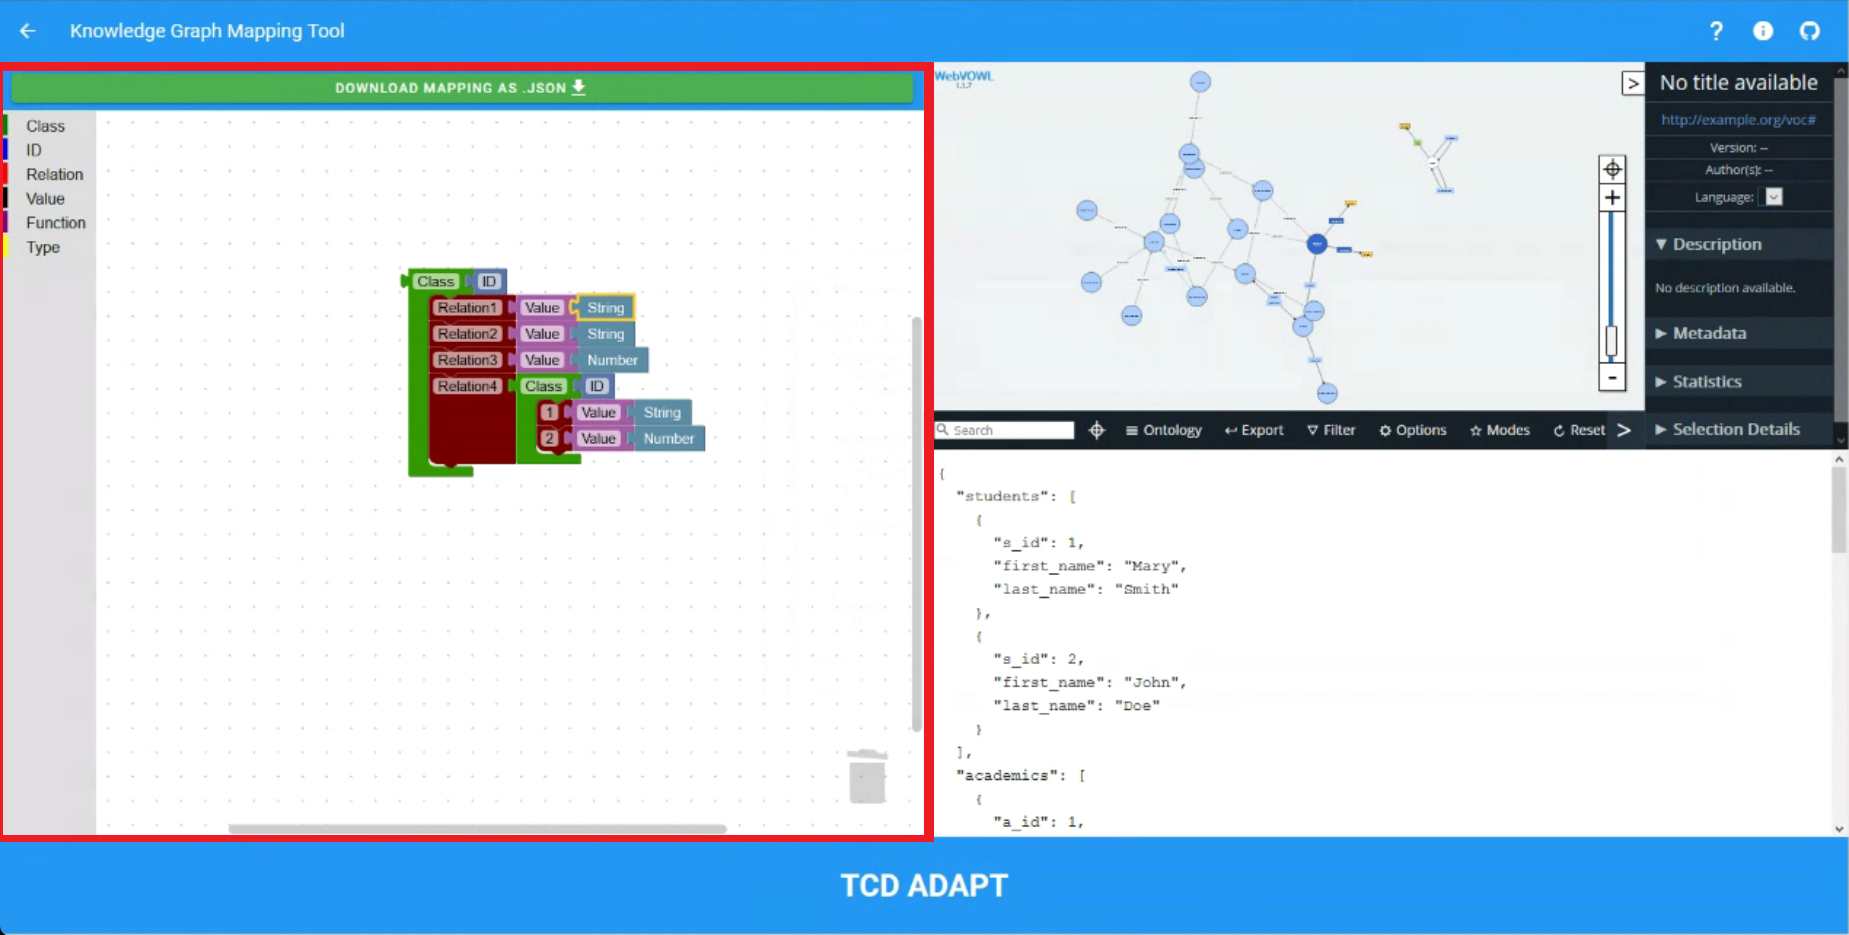 Knowledge Graph Mapping Tool
DOWNLOAD MAPPING AS .JSON
Class
ID
Relation
Value
Function
Type
Class ID
Relation1 Value String
Relation2 Value String
Relation3 Value Number
Relation4 Class ID
1 Value String
2 Value Number
WebVOWL
1.1.7
>
No title available
http://example.org/voc#
Version: --
Author(s): --
Language:
▼ Description
No description available.
▶ Metadata
▶ Statistics
▶ Selection Details
+
-
Search
Ontology
Export
Filter
Options
Modes
Reset
>
{
"students": [
{
"s_id": 1,
"first_name": "Mary",
"last_name": "Smith"
},
{
"s_id": 2,
"first_name": "John",
"last_name": "Doe"
}
],
"academics": [
{
"a_id": 1,
TCD ADAPT